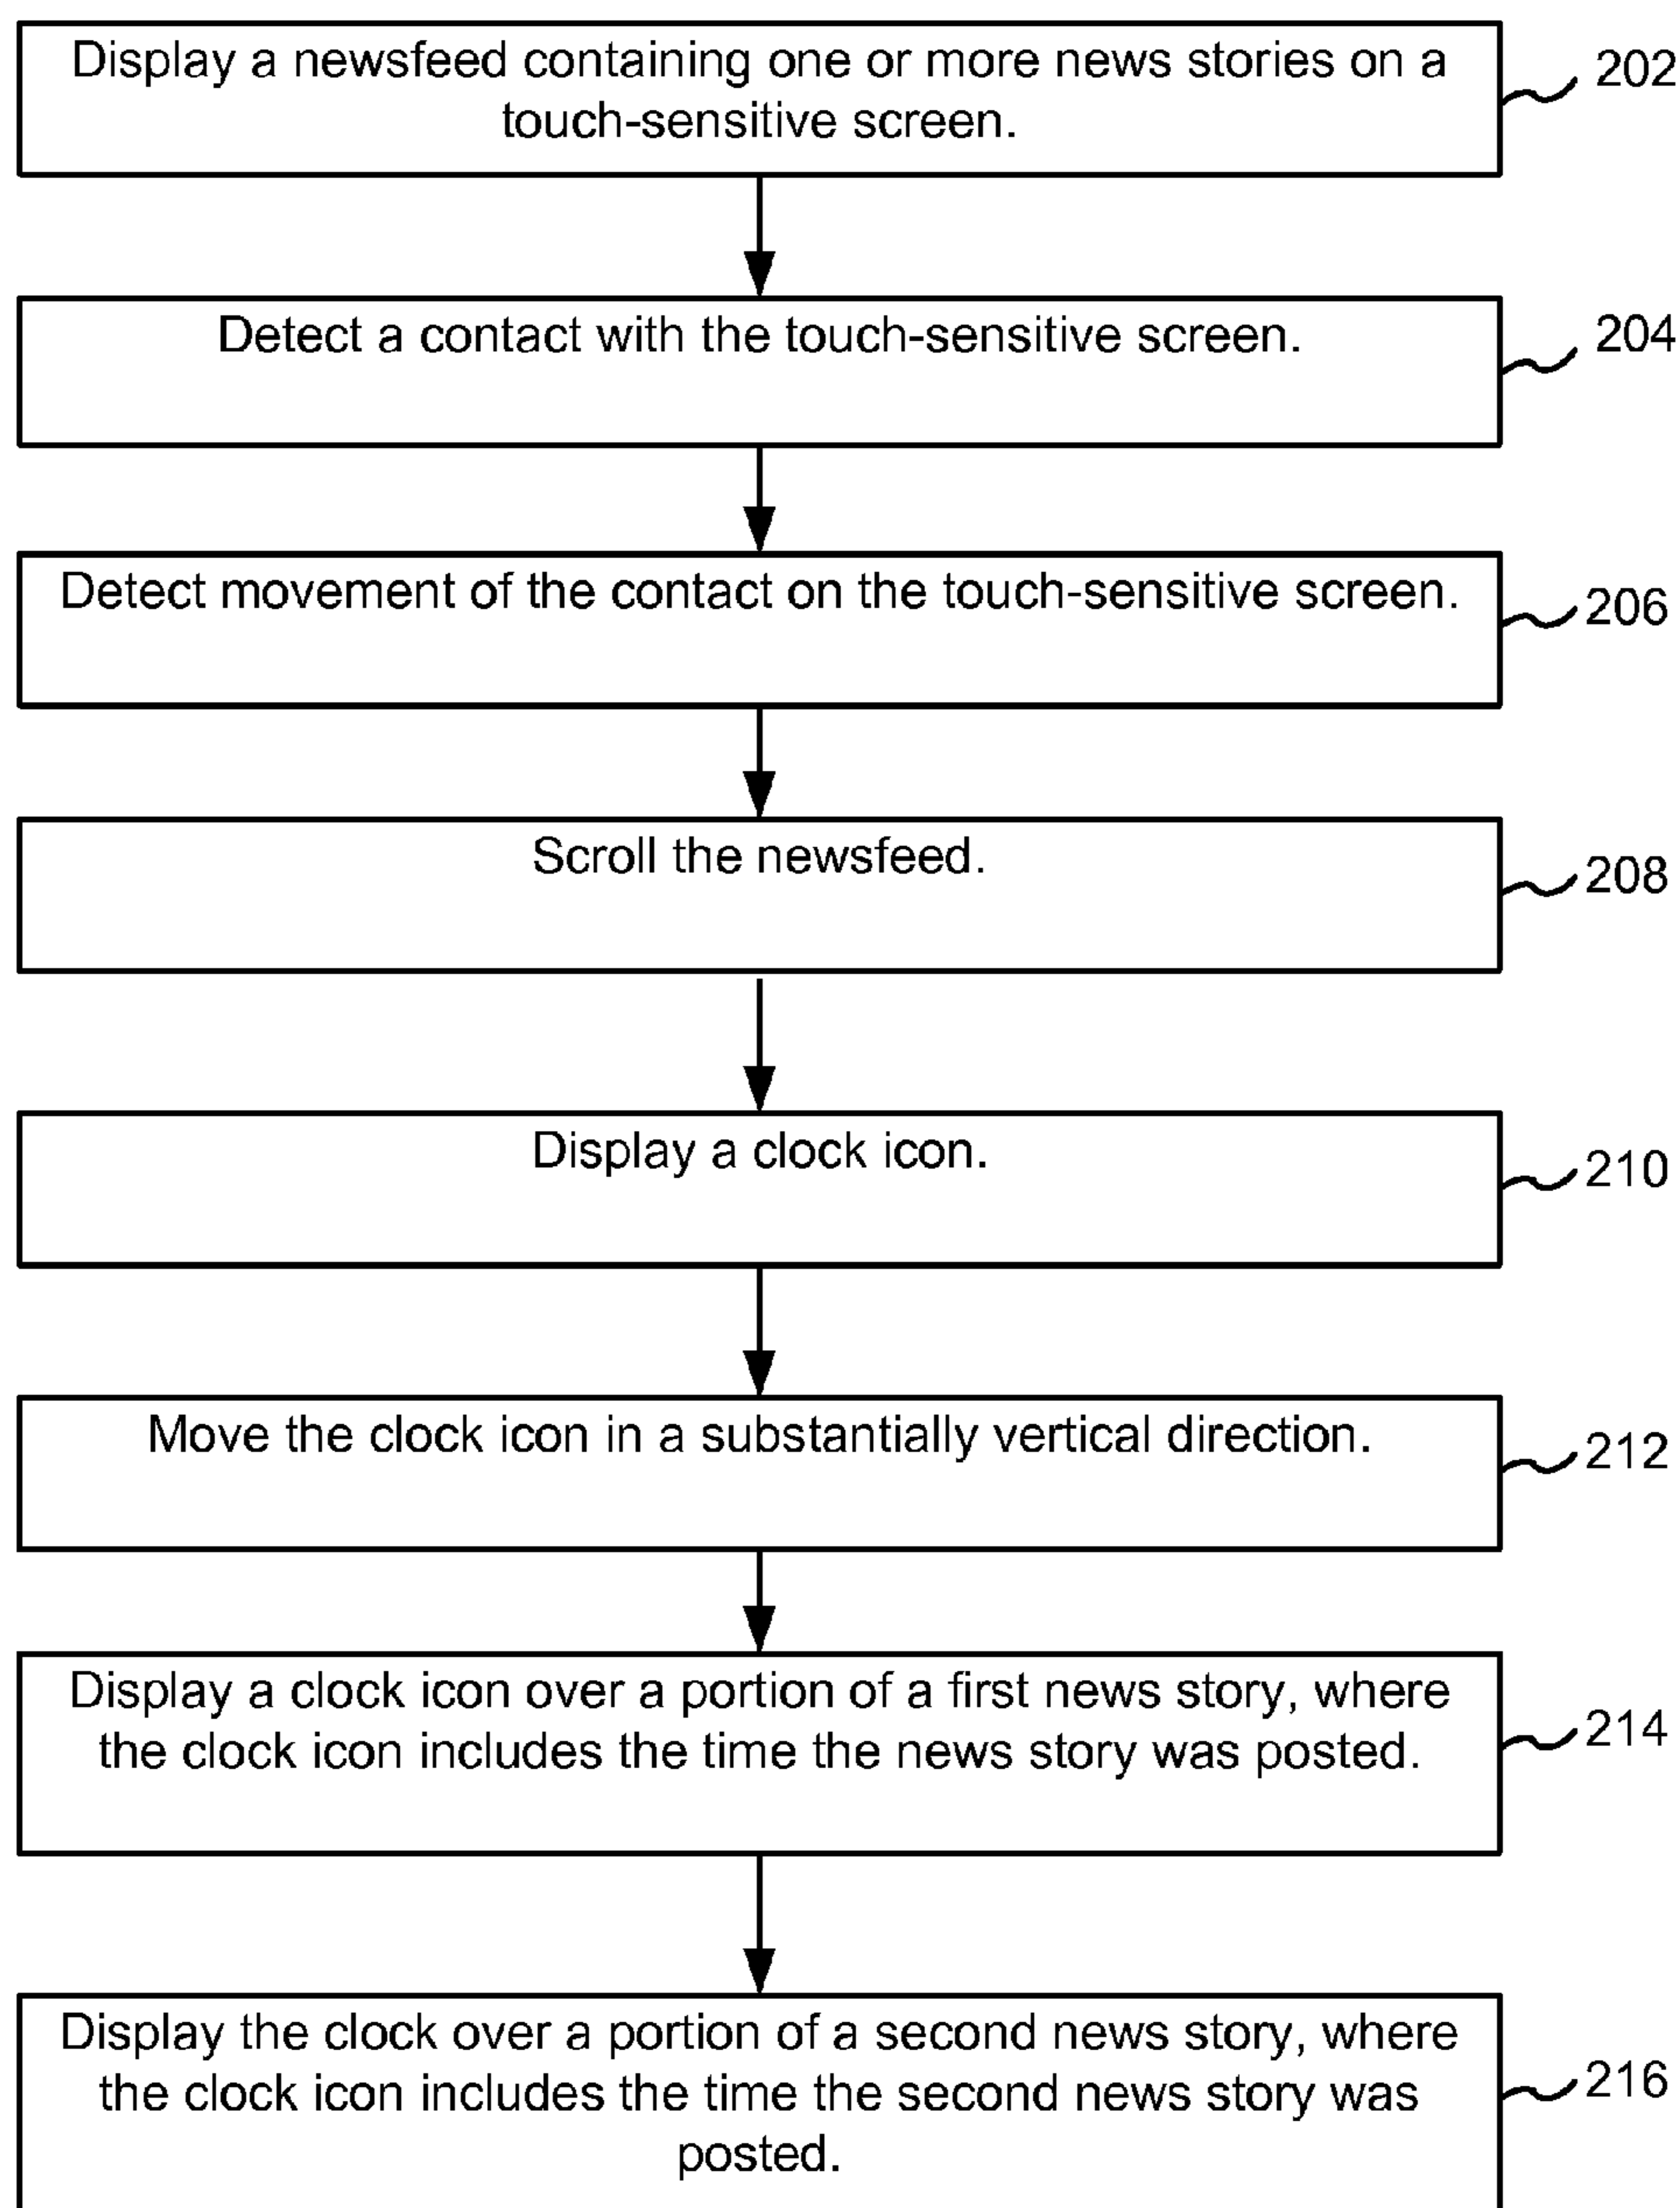 Display a newsfeed containing one or more news stories on a
touch-sensitive screen.
202
Detect a contact with the touch-sensitive screen.
204
Detect movement of the contact on the touch-sensitive screen.
206
Scroll the newsfeed.
208
Display a clock icon.
210
Move the clock icon in a substantially vertical direction.
212
Display a clock icon over a portion of a first news story, where
the clock icon includes the time the news story was posted.
214
Display the clock over a portion of a second news story, where
the clock icon includes the time the second news story was
posted.
216